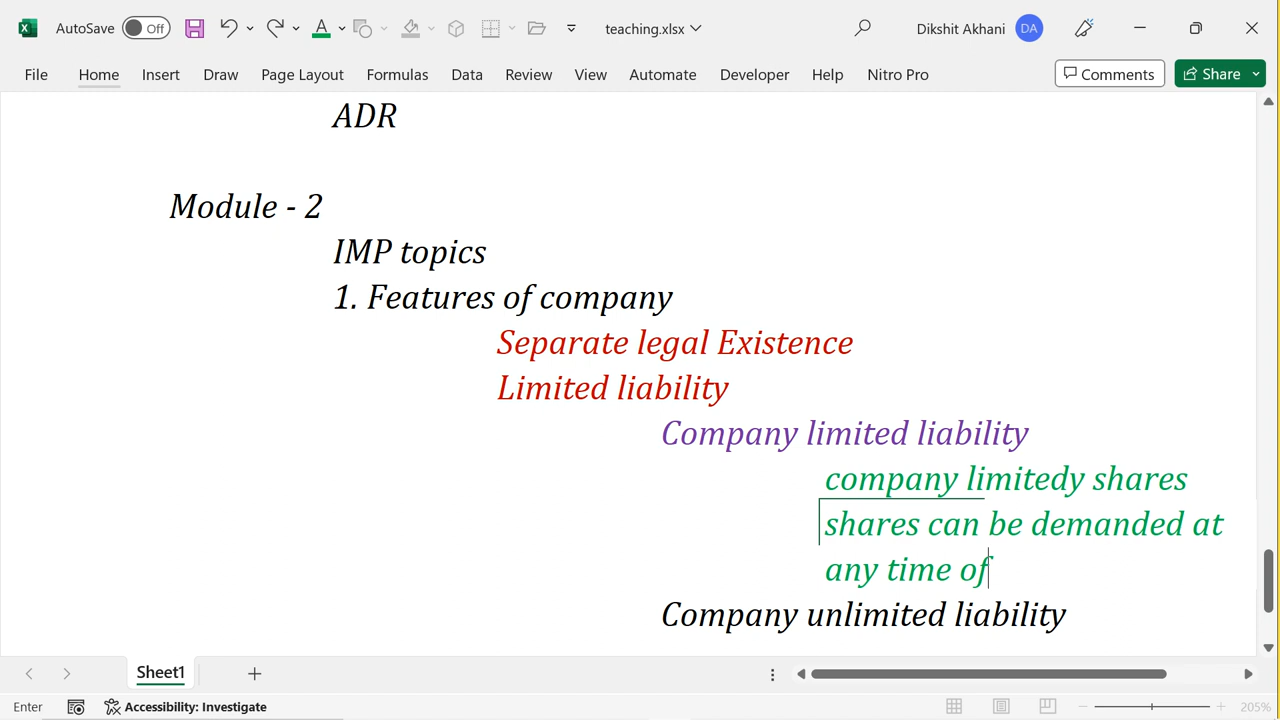 AutoSave Off teaching.xlsx Dikshit Akhani DA
File Home Insert Draw Page Layout Formulas Data Review View Automate Developer Help Nitro Pro Comments Share
ADR
Module - 2
IMP topics
1. Features of company
Separate legal Existence
Limited liability
Company limited liability
company limitedy shares
shares can be demanded at
any time of
Company unlimited liability
Sheet1
Enter Accessibility: Investigate 205%